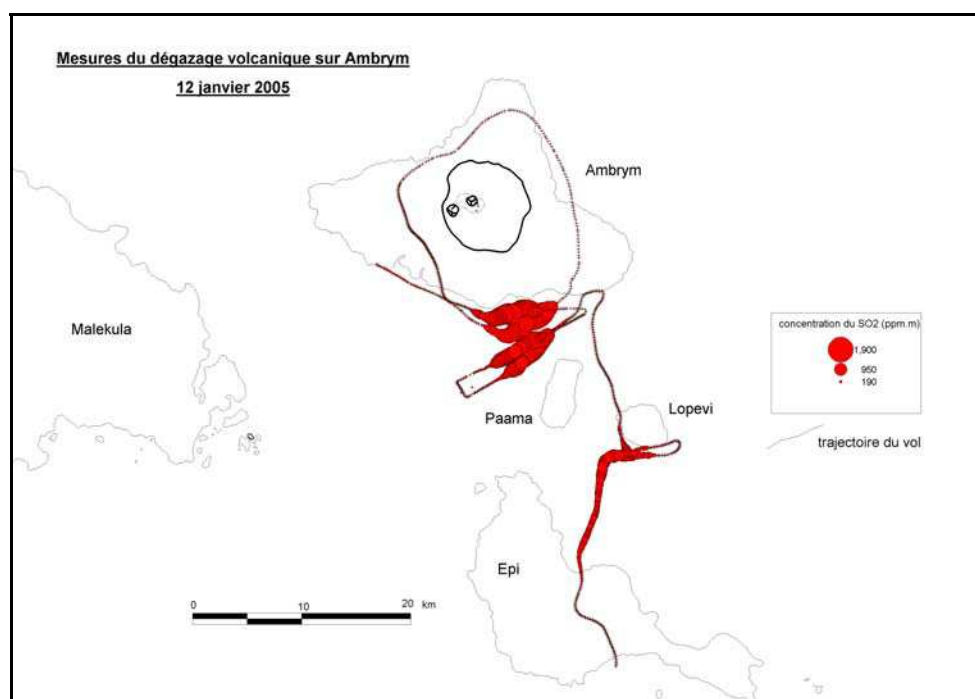 Mesures du dégazage volcanique sur Ambrym
12 janvier 2005
Ambrym
Malekula
concentration du SO2 (ppm.m)
1,900
950
190
Paama
Lopevi
trajectoire du vol
Epi
0 10 20 km